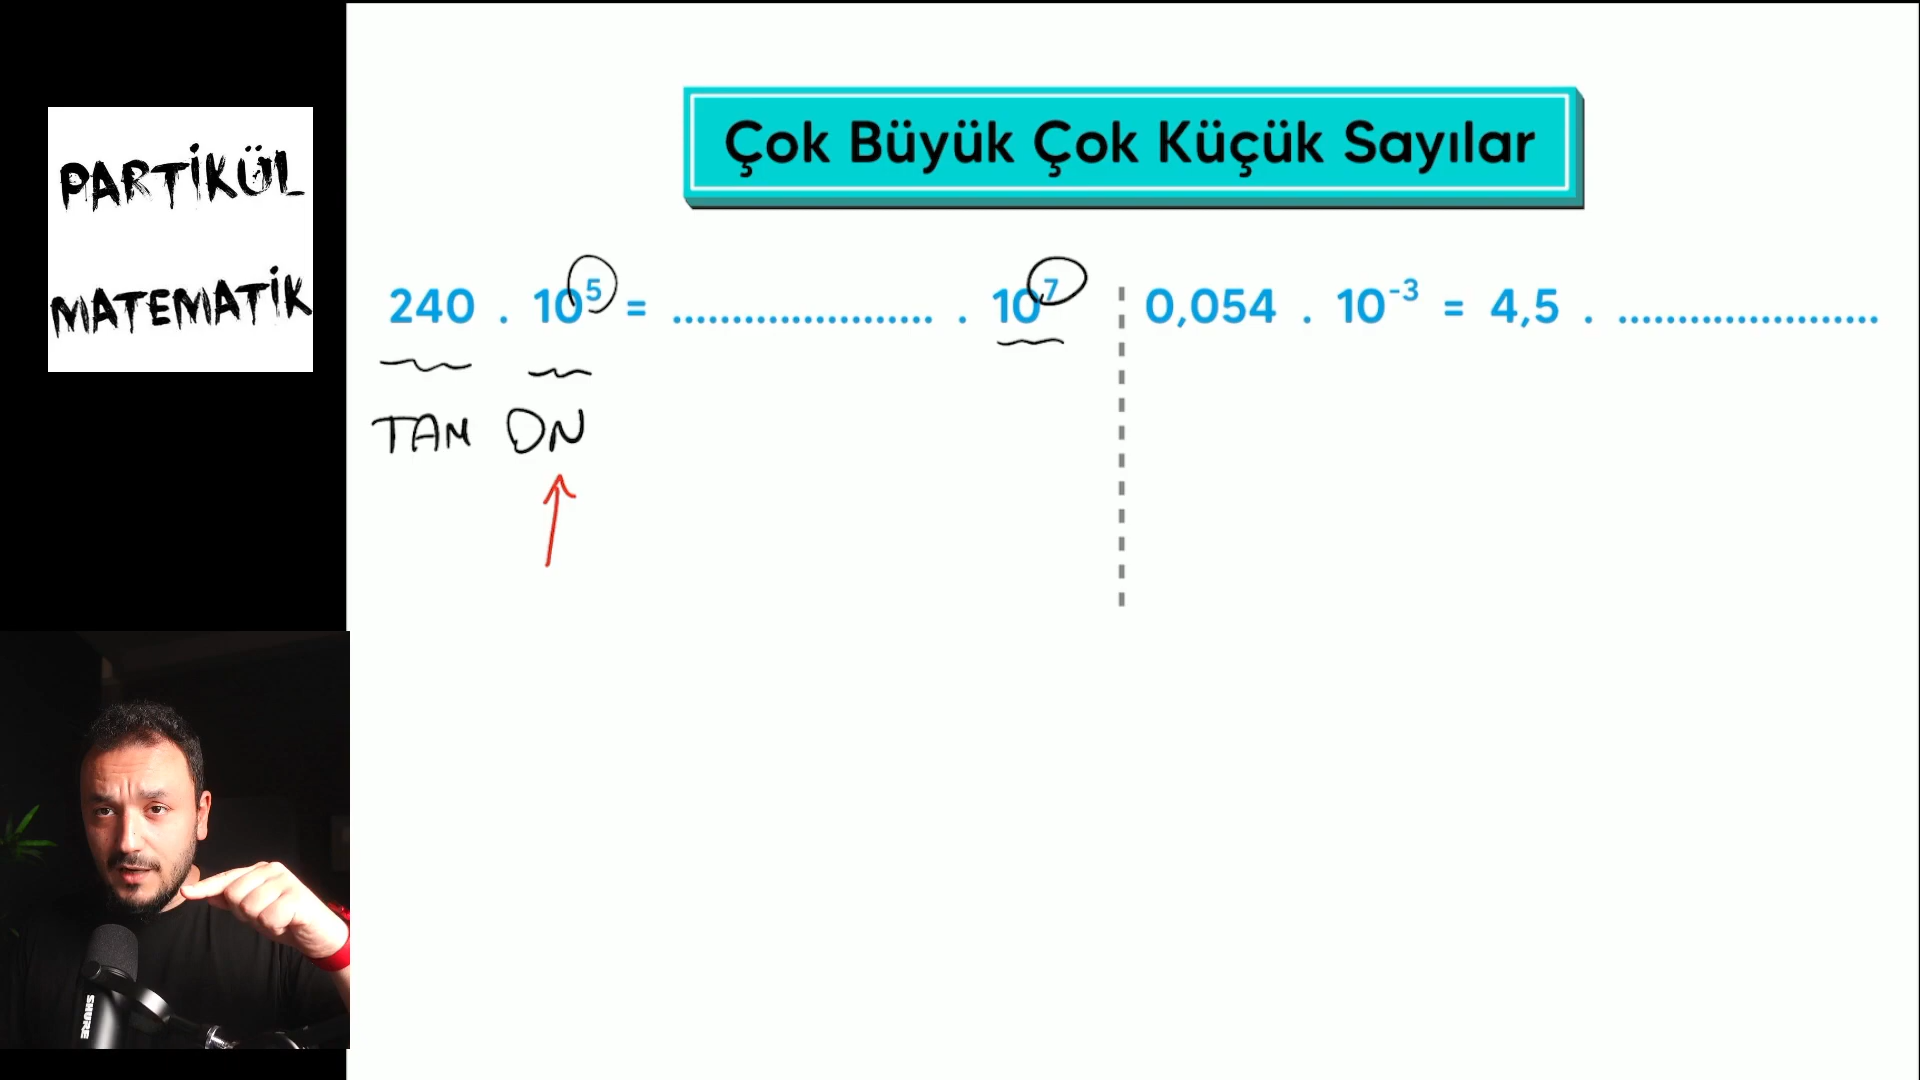 PARTİKÜL
MATEMATİK
Çok Büyük Çok Küçük Sayılar
240 . 10⁵ = ...................... . 10⁷
0,054 . 10⁻³ = 4,5 . ......................
TAM ON
SHURE